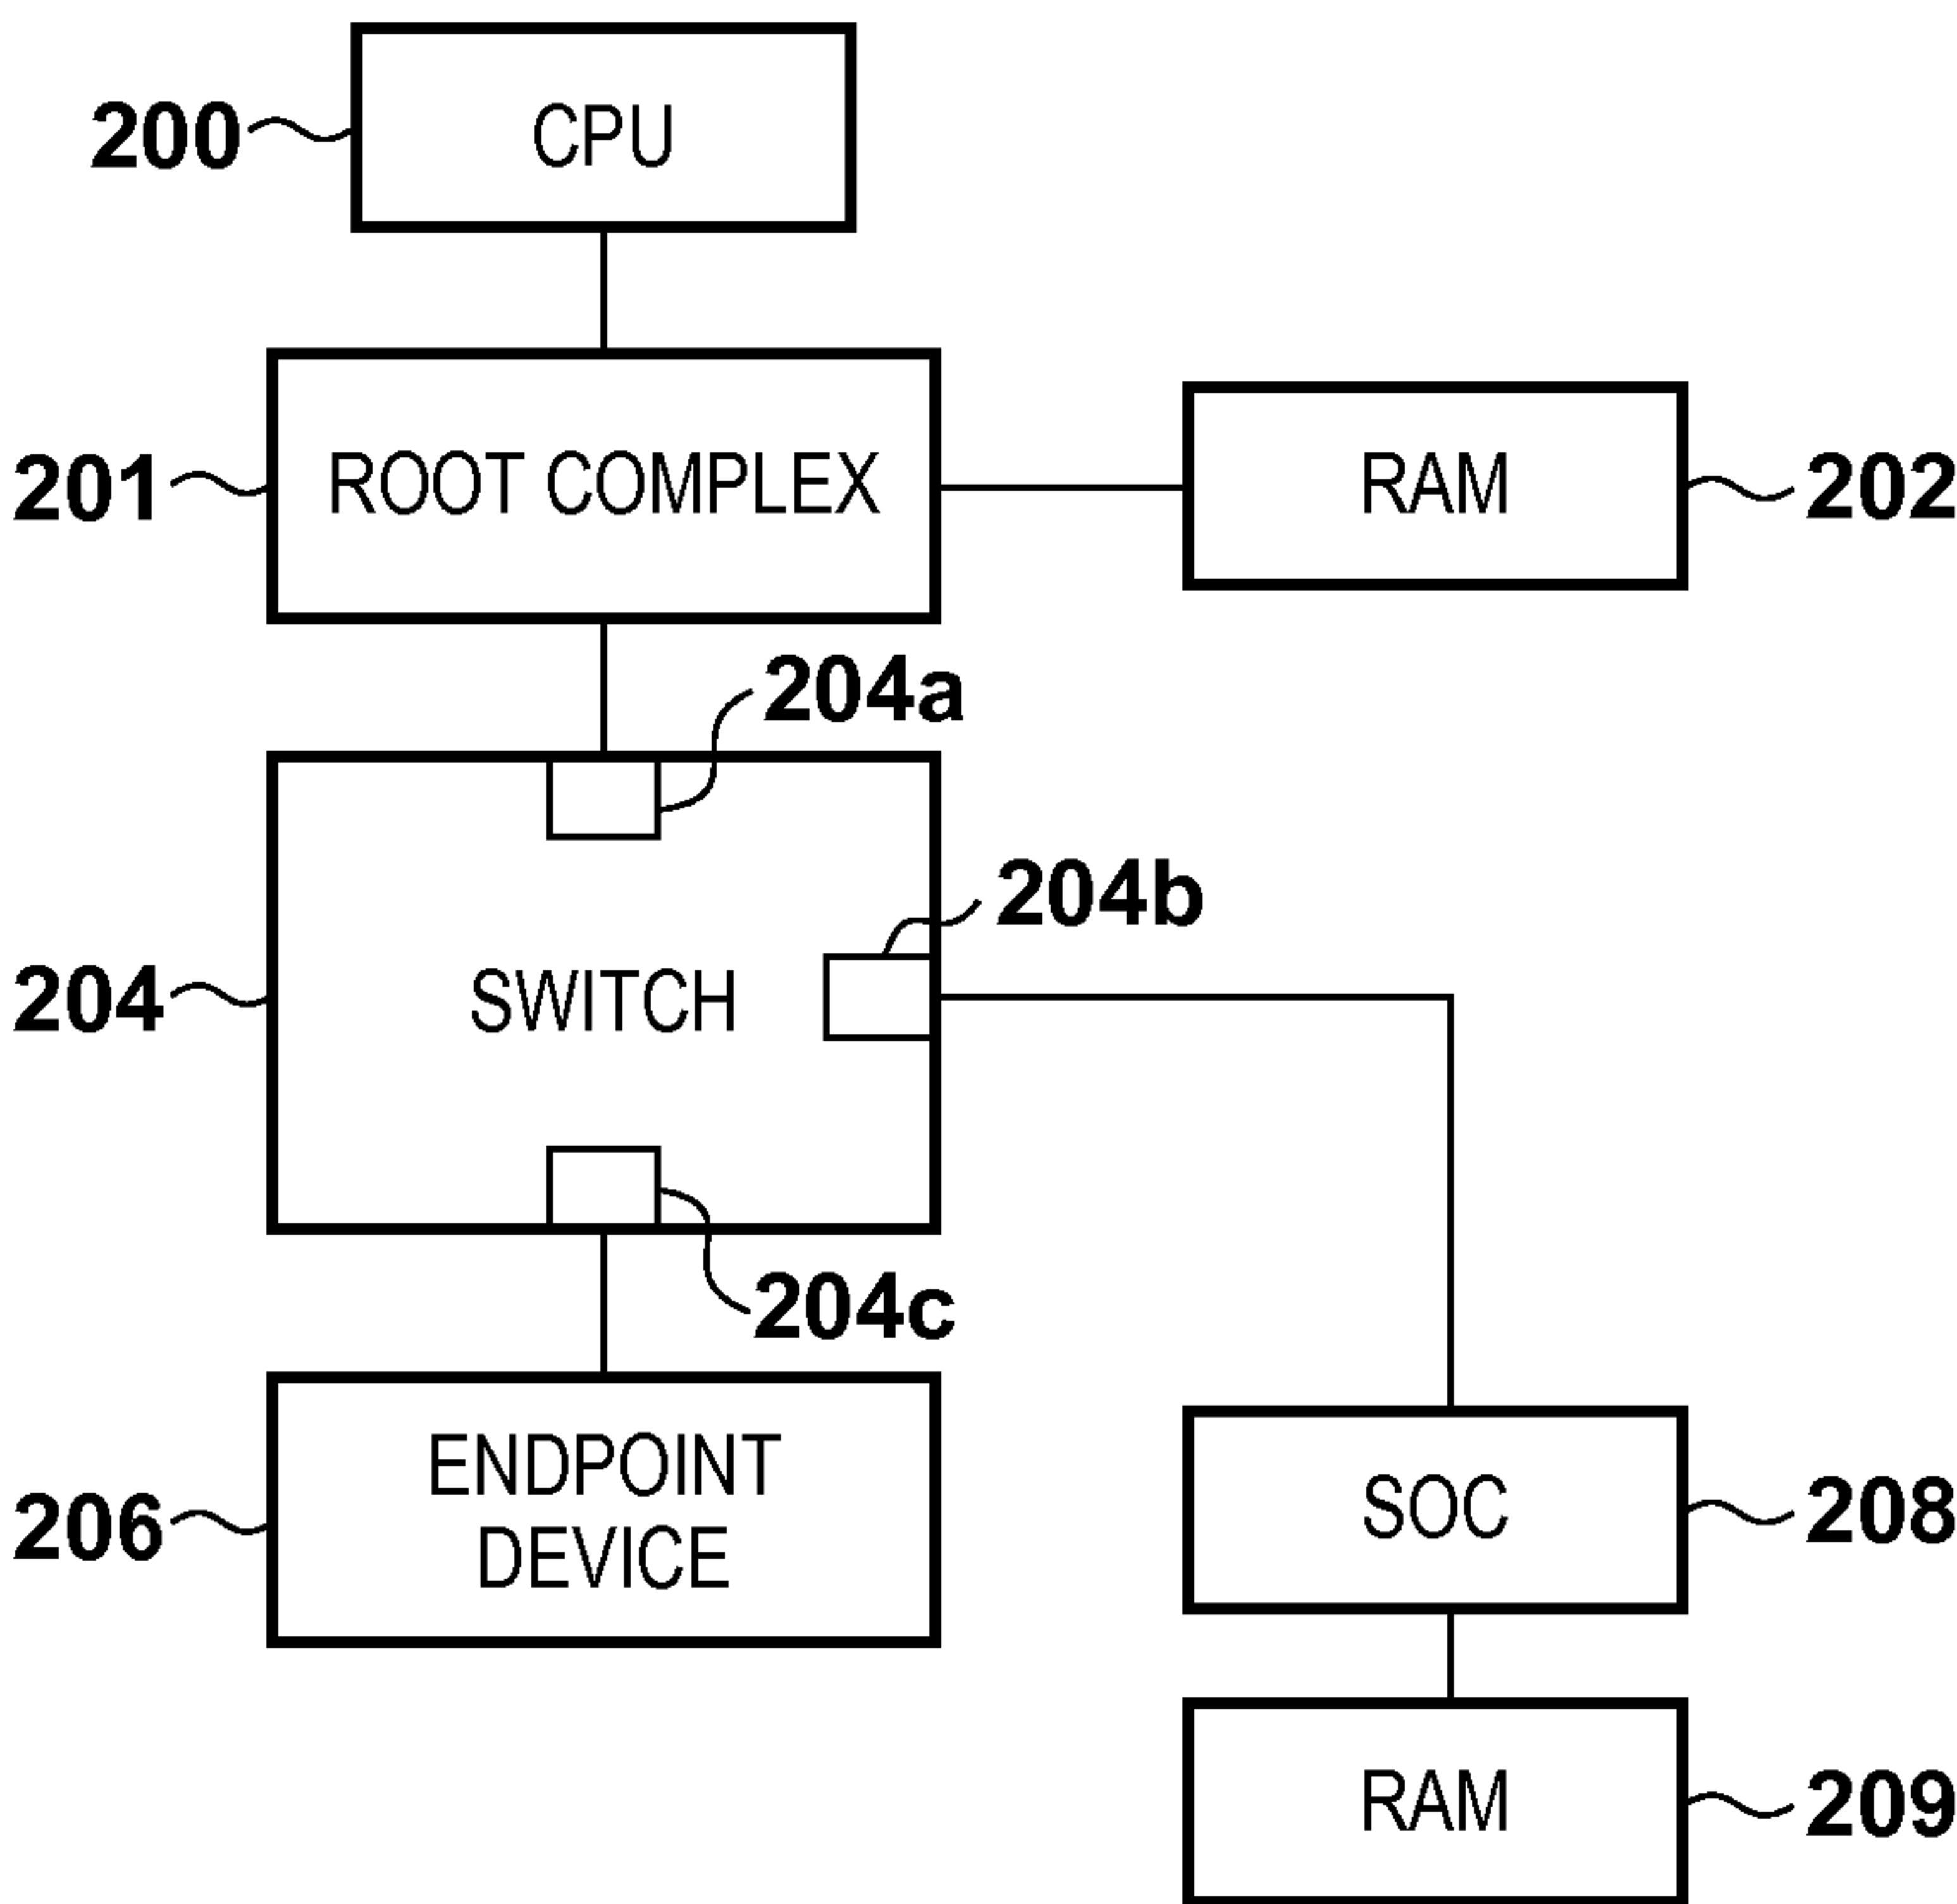 200
CPU
201
ROOT COMPLEX
RAM
202
204a
204b
204
SWITCH
204c
206
ENDPOINT
DEVICE
SOC
208
RAM
209